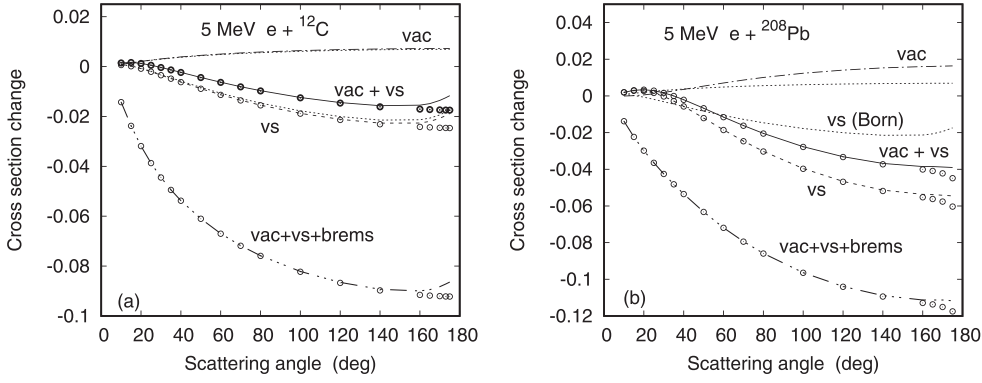 0.02
0
-0.02
-0.04
-0.06
-0.08
-0.1
Cross section change
5 MeV e + ¹²C
vac
vac + vs
vs
vac+vs+brems
(a)
0 20 40 60 80 100 120 140 160 180
Scattering angle (deg)
0.04
0.02
0
-0.02
-0.04
-0.06
-0.08
-0.1
-0.12
Cross section change
5 MeV e + ²⁰⁸Pb
vac
vs (Born)
vac + vs
vs
vac+vs+brems
(b)
0 20 40 60 80 100 120 140 160 180
Scattering angle (deg)